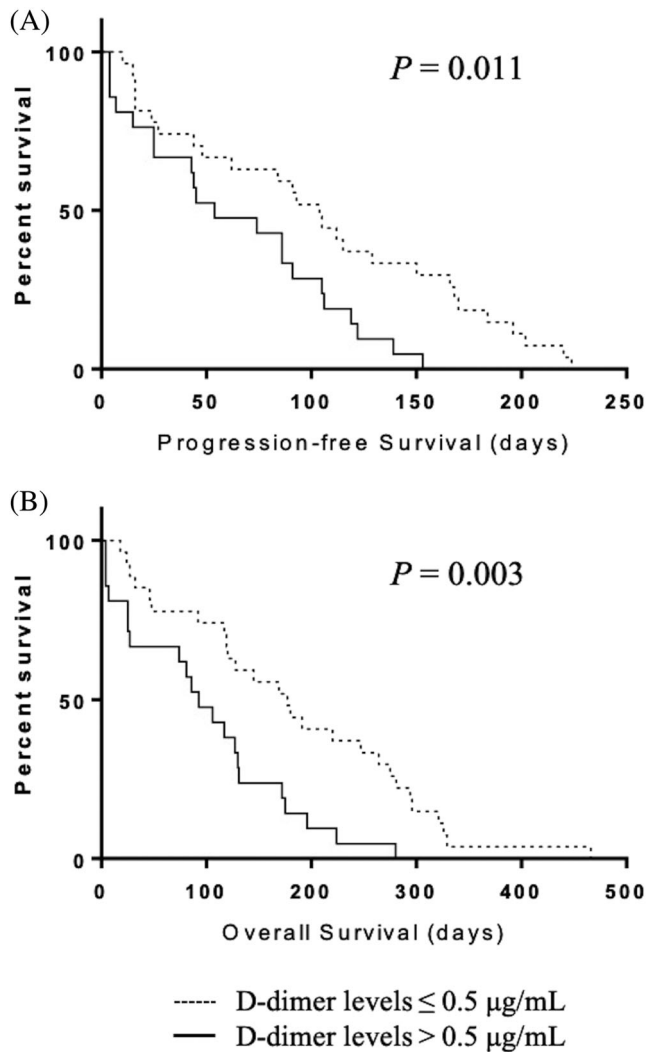 (A)
P = 0.011
Percent survival
100
50
0
0 50 100 150 200 250
Progression-free Survival (days)
(B)
P = 0.003
Percent survival
100
50
0
0 100 200 300 400 500
Overall Survival (days)
D-dimer levels ≤ 0.5 μg/mL
D-dimer levels > 0.5 μg/mL